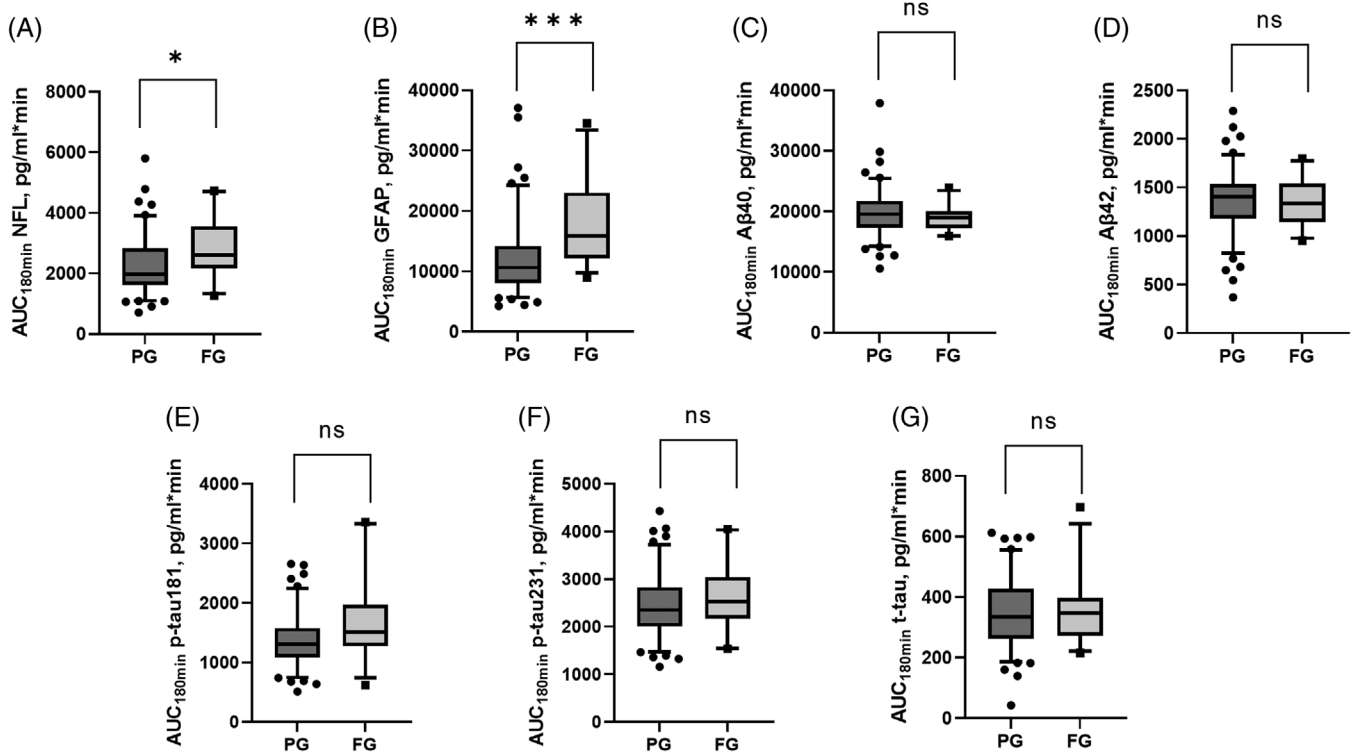 (A)
*
AUC180min NFL, pg/ml*min
8000
6000
4000
2000
0
PG FG
(B)
***
AUC180min GFAP, pg/ml*min
40000
30000
20000
10000
0
PG FG
(C)
ns
AUC180min Aβ40, pg/ml*min
40000
30000
20000
10000
0
PG FG
(D)
ns
AUC180min Aβ42, pg/ml*min
2500
2000
1500
1000
500
0
PG FG
(E)
ns
AUC180min p-tau181, pg/ml*min
4000
3000
2000
1000
0
PG FG
(F)
ns
AUC180min p-tau231, pg/ml*min
5000
4000
3000
2000
1000
0
PG FG
(G)
ns
AUC180min t-tau, pg/ml*min
800
600
400
200
0
PG FG